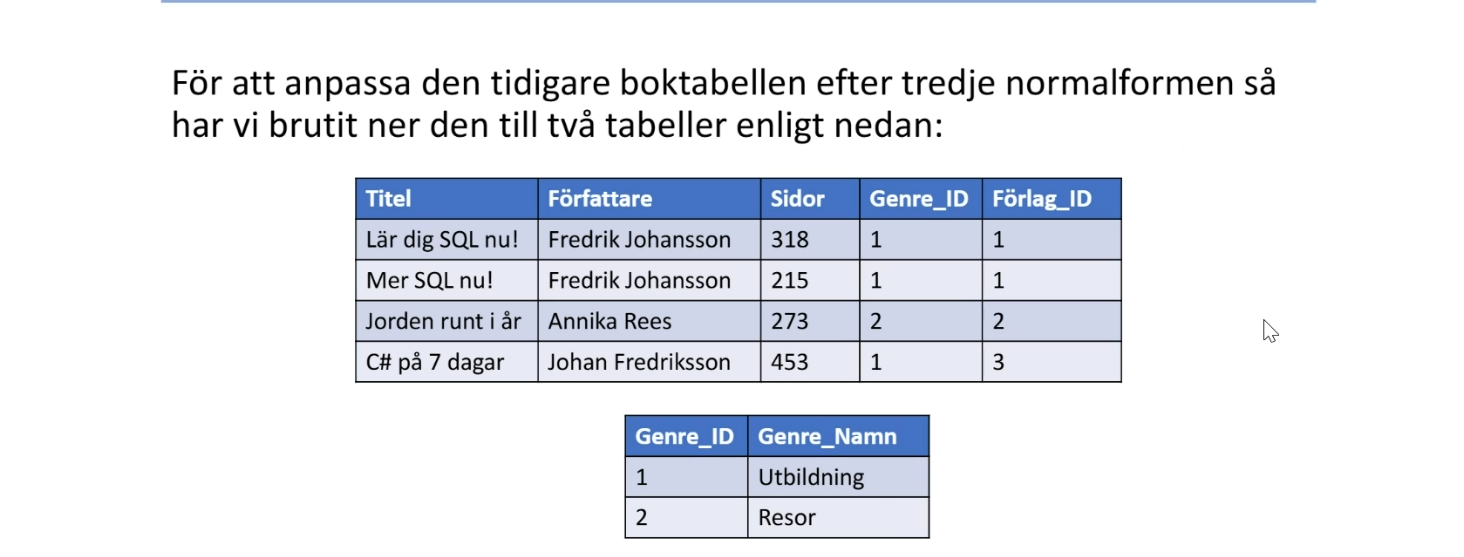 För att anpassa den tidigare boktabellen efter tredje normalformen så
har vi brutit ner den till två tabeller enligt nedan:
Titel Författare Sidor Genre_ID Förlag_ID
Lär dig SQL nu! Fredrik Johansson 318 1 1
Mer SQL nu! Fredrik Johansson 215 1 1
Jorden runt i år Annika Rees 273 2 2
C# på 7 dagar Johan Fredriksson 453 1 3
Genre_ID Genre_Namn
1 Utbildning
2 Resor